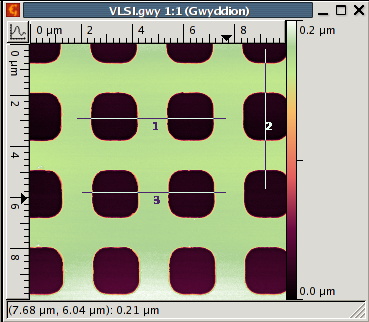 VLSI.gwy 1:1 (Gwyddion)
0 µm 2 4 6 8
0.2 µm
0 µm
2
4
6
8
1
2
3
0.0 µm
(7.68 µm, 6.04 µm): 0.21 µm